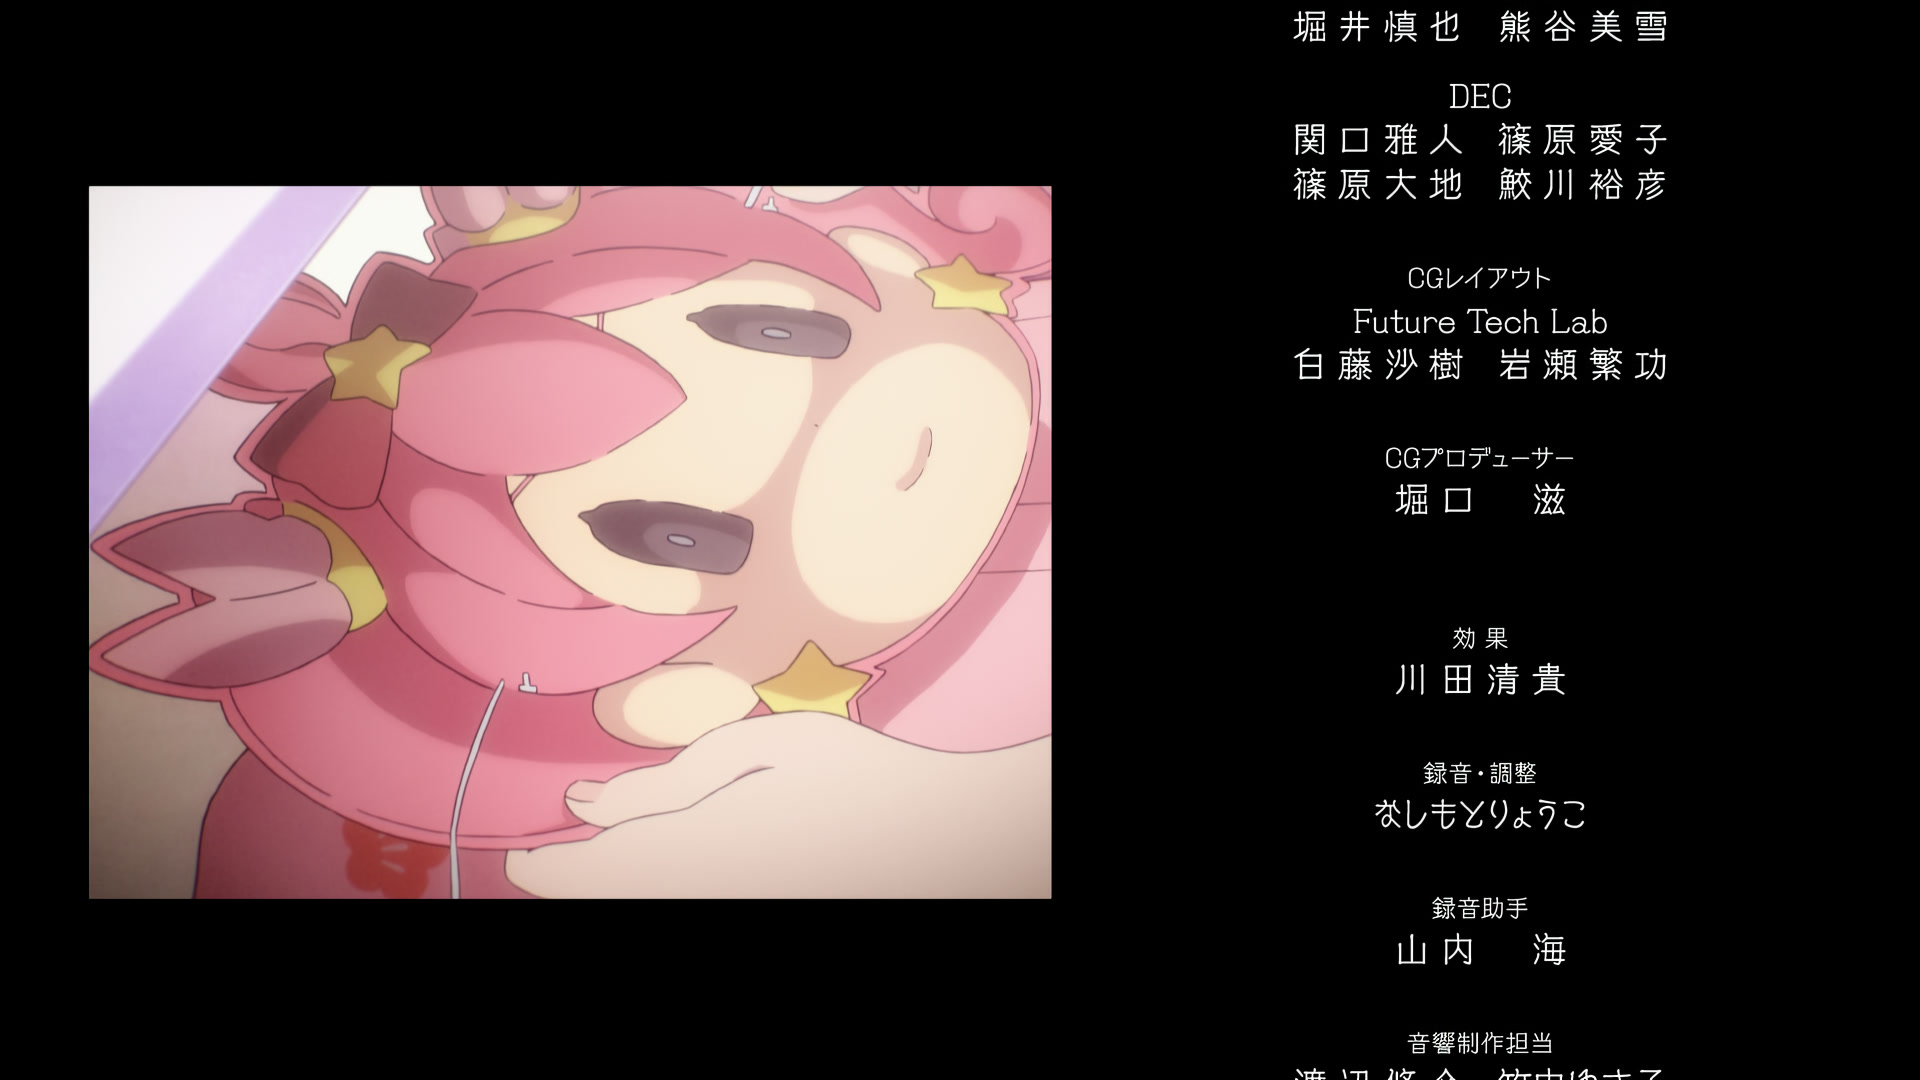 堀井慎也 熊谷美雪
DEC
関口雅人 篠原愛子
篠原大地 鮫川裕彦
CGレイアウト
Future Tech Lab
白藤沙樹 岩瀬繁功
CGプロデューサー
堀口 滋
効果
川田清貴
録音・調整
なしもとりょうこ
録音助手
山内 海
音響制作担当